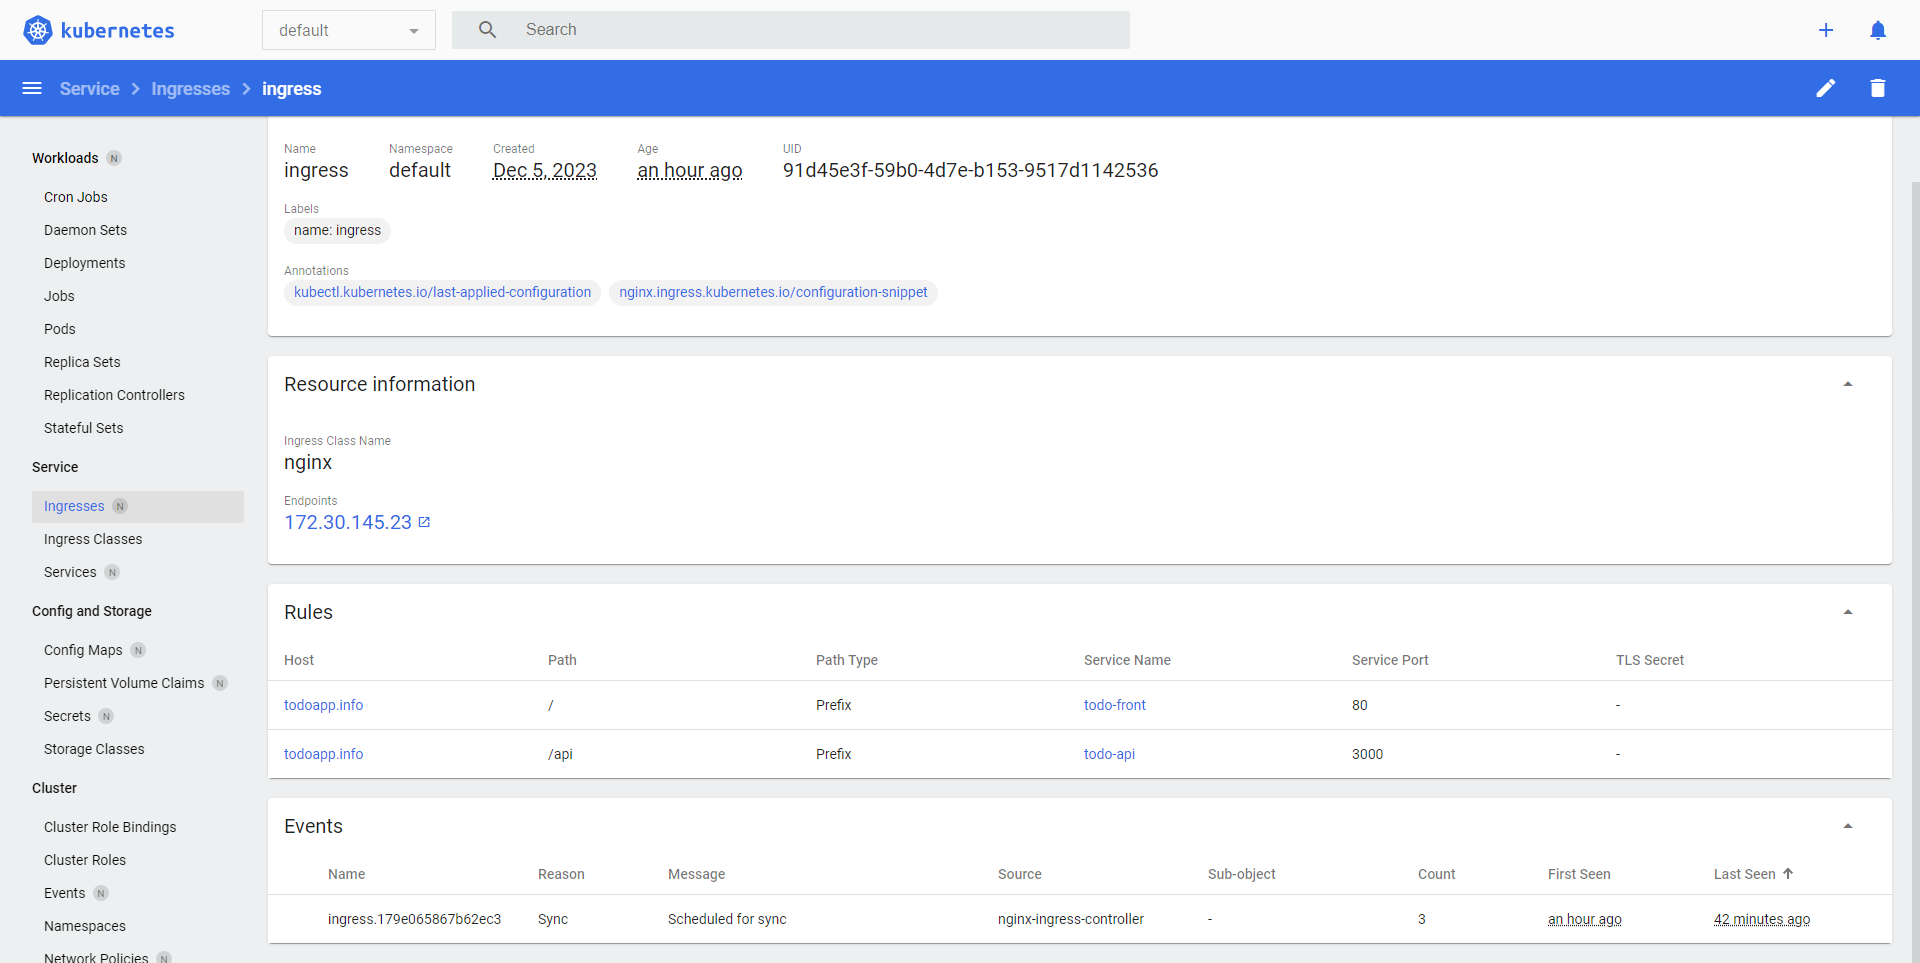 kubernetes
default
Search
Service
Ingresses
ingress
Workloads N
Cron Jobs
Daemon Sets
Deployments
Jobs
Pods
Replica Sets
Replication Controllers
Stateful Sets
Service
Ingresses N
Ingress Classes
Services N
Config and Storage
Config Maps N
Persistent Volume Claims N
Secrets N
Storage Classes
Cluster
Cluster Role Bindings
Cluster Roles
Events N
Namespaces
Network Policies N
Name Namespace Created Age UID
ingress default Dec 5, 2023 an hour ago 91d45e3f-59b0-4d7e-b153-9517d1142536
Labels
name: ingress
Annotations
kubectl.kubernetes.io/last-applied-configuration nginx.ingress.kubernetes.io/configuration-snippet
Resource information
Ingress Class Name
nginx
Endpoints
172.30.145.23
Rules
Host Path Path Type Service Name Service Port TLS Secret
todoapp.info / Prefix todo-front 80 -
todoapp.info /api Prefix todo-api 3000 -
Events
Name Reason Message Source Sub-object Count First Seen Last Seen
ingress.179e065867b62ec3 Sync Scheduled for sync nginx-ingress-controller - 3 an hour ago 42 minutes ago